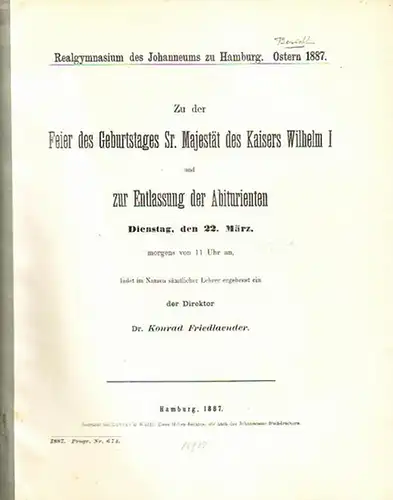 Bericht
Realgymnasium des Johanneums zu Hamburg. Ostern 1887.
Zu der
Feier des Geburtstages Sr. Majestät des Kaisers Wilhelm I
und
zur Entlassung der Abiturienten
Dienstag, den 22. März,
morgens von 11 Uhr an,
ladet im Namen sämtlicher Lehrer ergebenst ein
der Direktor
Dr. Konrad Friedlaender.
Hamburg, 1887.
1887. Progr. Nr. 674.